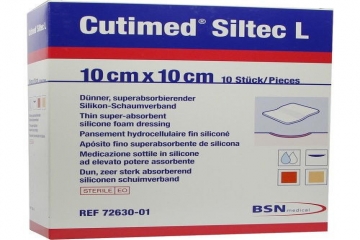 Cutimed® Siltec L
10 cm x 10 cm 10 Stück/Pieces
Dünner, superabsorbierender
Silikon-Schaumverband
Thin super-absorbent
silicone foam dressing
Pansement hydrocellulaire fin siliconé
Apósito fino superabsorbente de silicona
Medicazione sottile in silicone
ad elevato potere assorbente
Dun, zeer sterk absorberend
siliconen schuimverband
STERILE EO
REF 72630-01
BSN medical